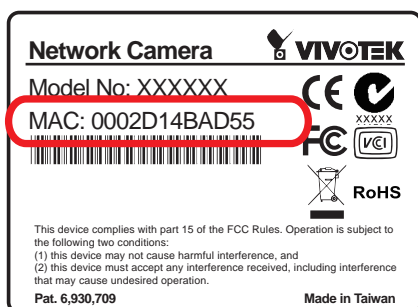 Network Camera VIVOTEK
Model No: XXXXXX
MAC: 0002D14BAD55
CE
XXXXX
FC VCI
RoHS
This device complies with part 15 of the FCC Rules. Operation is subject to
the following two conditions:
(1) this device may not cause harmful interference, and
(2) this device must accept any interference received, including interference
that may cause undesired operation.
Pat. 6,930,709 Made in Taiwan